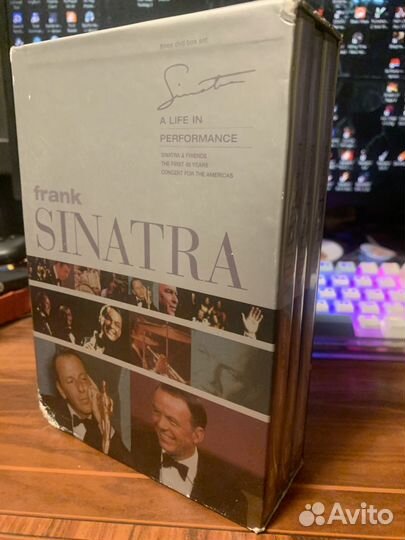 three dvd box set
Sinatra
A LIFE IN
PERFORMANCE
SINATRA & FRIENDS
THE FIRST 40 YEARS
CONCERT FOR THE AMERICAS
frank
SINATRA
Avito